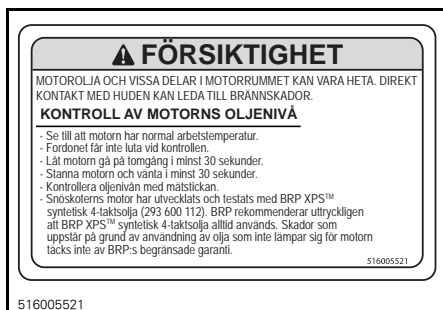 ⚠ FÖRSIKTIGHET
MOTOROLJA OCH VISSA DELAR I MOTORRUMMET KAN VARA HETA. DIREKT
KONTAKT MED HUDEN KAN LEDA TILL BRÄNNSKADOR.
KONTROLL AV MOTORNS OLJENIVÅ
- Se till att motorn har normal arbetstemperatur.
- Fordonet får inte luta vid kontrollen.
- Låt motorn gå på tomgång i minst 30 sekunder.
- Stanna motorn och vänta i minst 30 sekunder.
- Kontrollera oljenivån med mätstickan.
- Snöskoterns motor har utvecklats och testats med BRP XPS™
syntetisk 4-taktsolja (293 600 112). BRP rekommenderar uttryckligen
att BRP XPS™ syntetisk 4-taktsolja alltid används. Skador som
uppstår på grund av användning av olja som inte lämpar sig för motorn
täcks inte av BRP:s begränsade garanti.
516005521
516005521